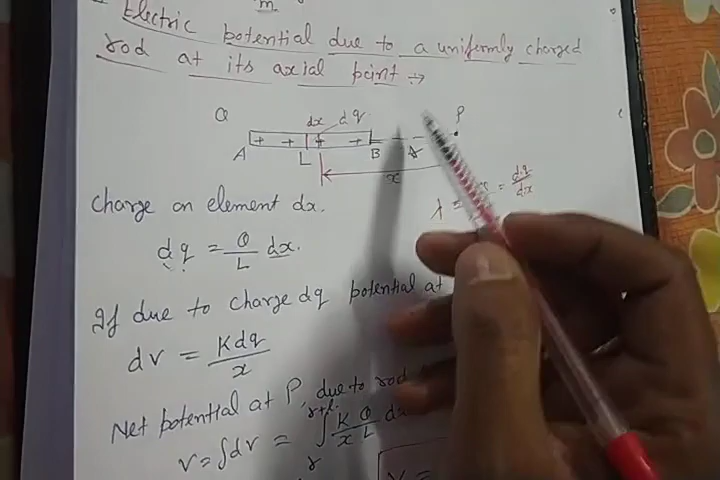 m
Electric potential due to a uniformly charged
rod at its axial point →
Q dx dq P
A L B r
x
λ = = dq/dx
Charge on element dx.
dq = Q/L dx.
If due to charge dq potential at
dv = Kdq/x
Net potential at P, due to rod
v = ∫dv = ∫ r+L r K/x Q/L dx
V =